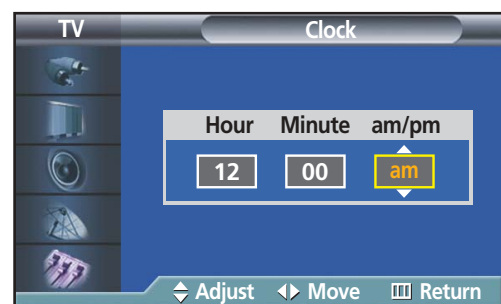 TV Clock
Hour Minute am/pm
12 00 am
Adjust Move Return